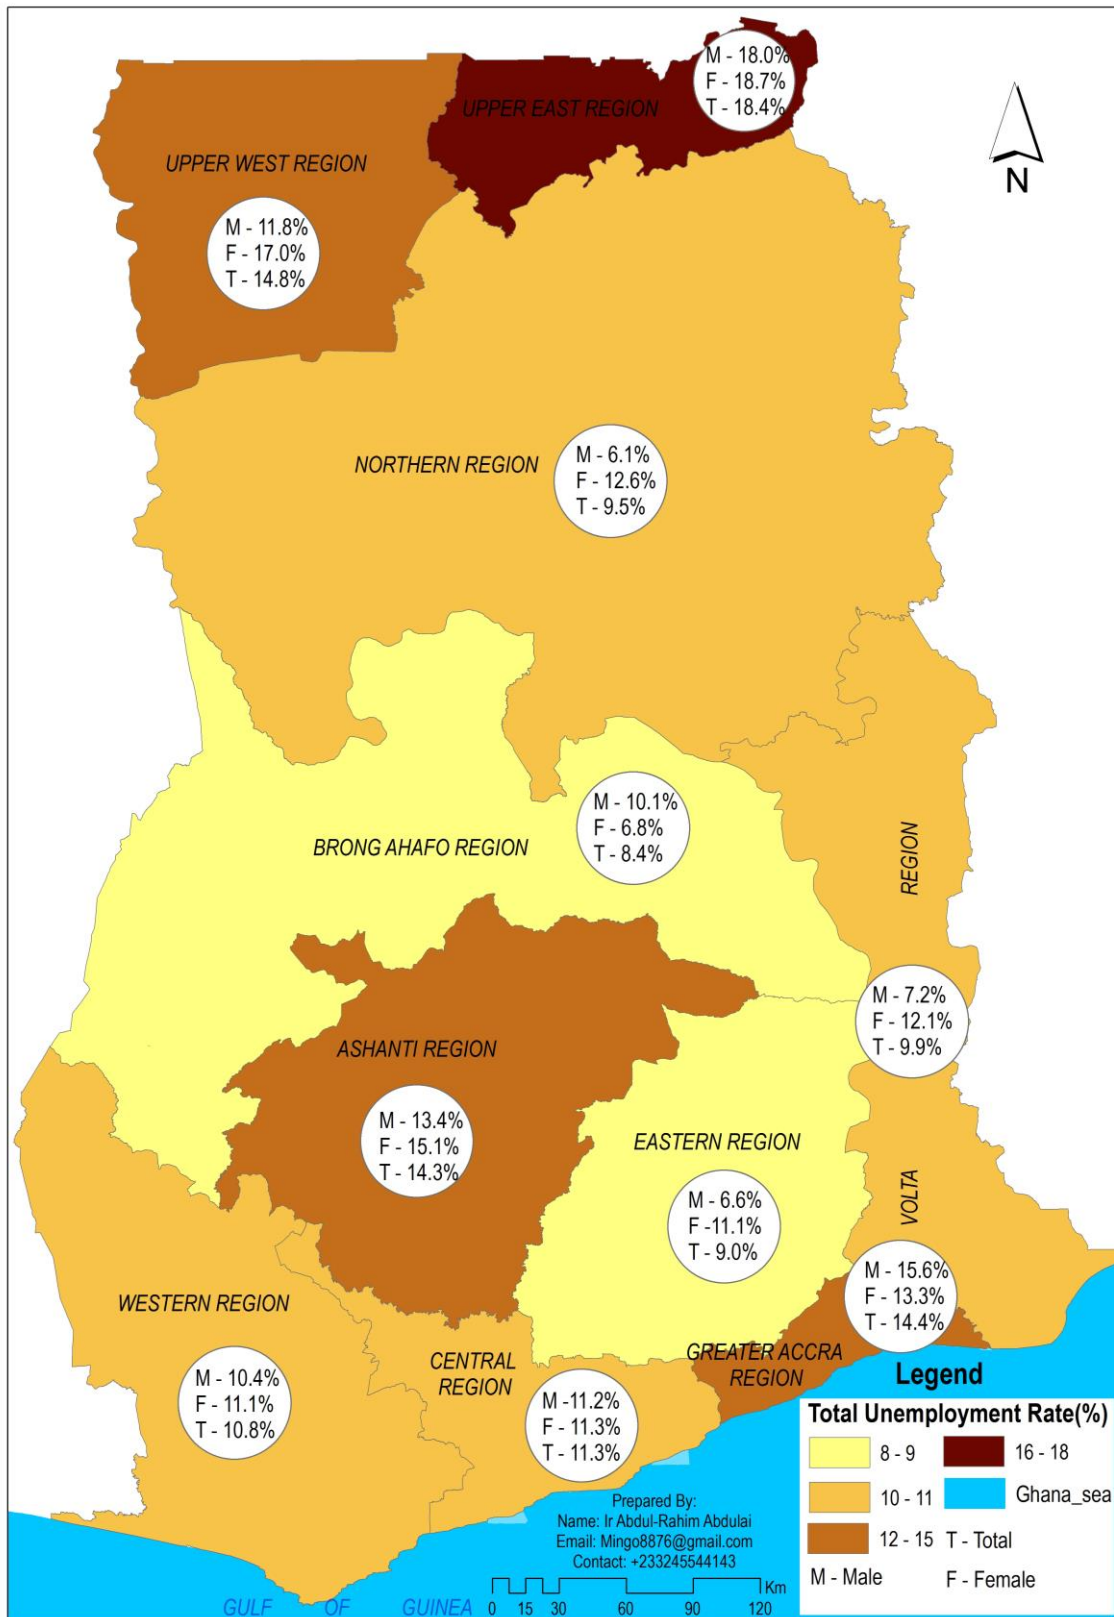 M - 18.0%
F - 18.7%
T - 18.4%
UPPER EAST REGION
N
UPPER WEST REGION
M - 11.8%
F - 17.0%
T - 14.8%
NORTHERN REGION
M - 6.1%
F - 12.6%
T - 9.5%
BRONG AHAFO REGION
M - 10.1%
F - 6.8%
T - 8.4%
REGION
VOLTA
M - 7.2%
F - 12.1%
T - 9.9%
ASHANTI REGION
M - 13.4%
F - 15.1%
T - 14.3%
EASTERN REGION
M - 6.6%
F -11.1%
T - 9.0%
M - 15.6%
F - 13.3%
T - 14.4%
GREATER ACCRA
REGION
WESTERN REGION
M - 10.4%
F - 11.1%
T - 10.8%
CENTRAL
REGION
M -11.2%
F - 11.3%
T - 11.3%
Legend
Total Unemployment Rate(%)
8 - 9
16 - 18
10 - 11
Ghana_sea
12 - 15
T - Total
M - Male
F - Female
Prepared By:
Name: Ir Abdul-Rahim Abdulai
Email: Mingo8876@gmail.com
Contact: +233245544143
Km
0 15 30 60 90 120
GULF OF GUINEA